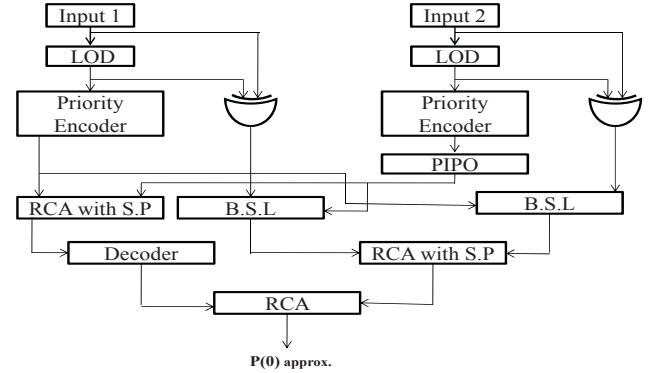 Input 1
Input 2
LOD
LOD
Priority
Encoder
Priority
Encoder
PIPO
RCA with S.P
B.S.L
B.S.L
Decoder
RCA with S.P
RCA
P(0) approx.